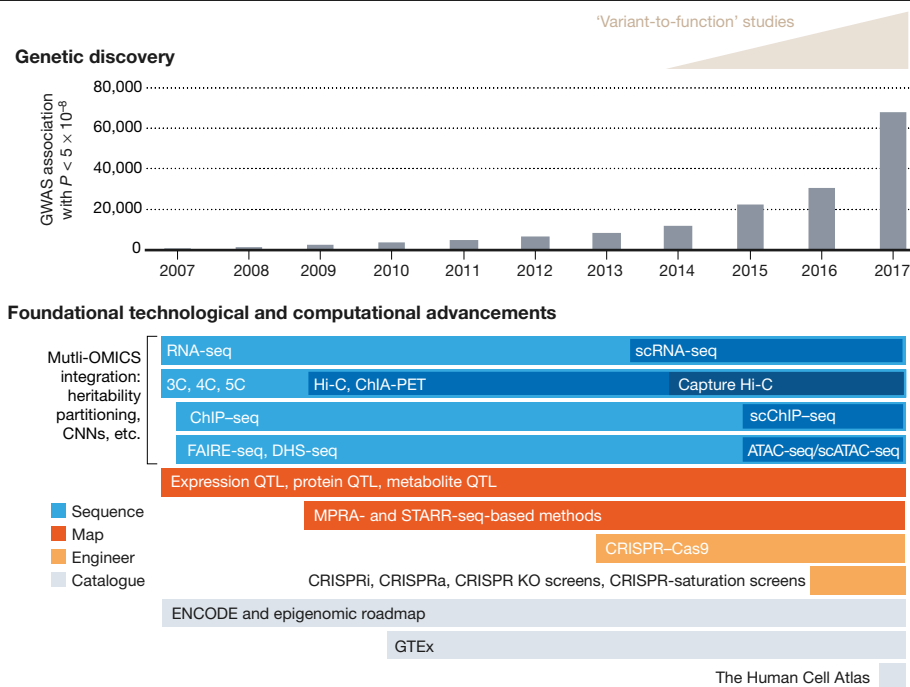 'Variant-to-function' studies
Genetic discovery
GWAS association
with P < 5 × 10⁻⁸
80,000
60,000
40,000
20,000
0
2007 2008 2009 2010 2011 2012 2013 2014 2015 2016 2017
Foundational technological and computational advancements
Mutli-OMICS
integration:
heritability
partitioning,
CNNs, etc.
RNA-seq scRNA-seq
3C, 4C, 5C Hi-C, ChIA-PET Capture Hi-C
ChIP–seq scChIP–seq
FAIRE-seq, DHS-seq ATAC-seq/scATAC-seq
Expression QTL, protein QTL, metabolite QTL
MPRA- and STARR-seq-based methods
CRISPR–Cas9
CRISPRi, CRISPRa, CRISPR KO screens, CRISPR-saturation screens
ENCODE and epigenomic roadmap
GTEx
The Human Cell Atlas
Sequence
Map
Engineer
Catalogue